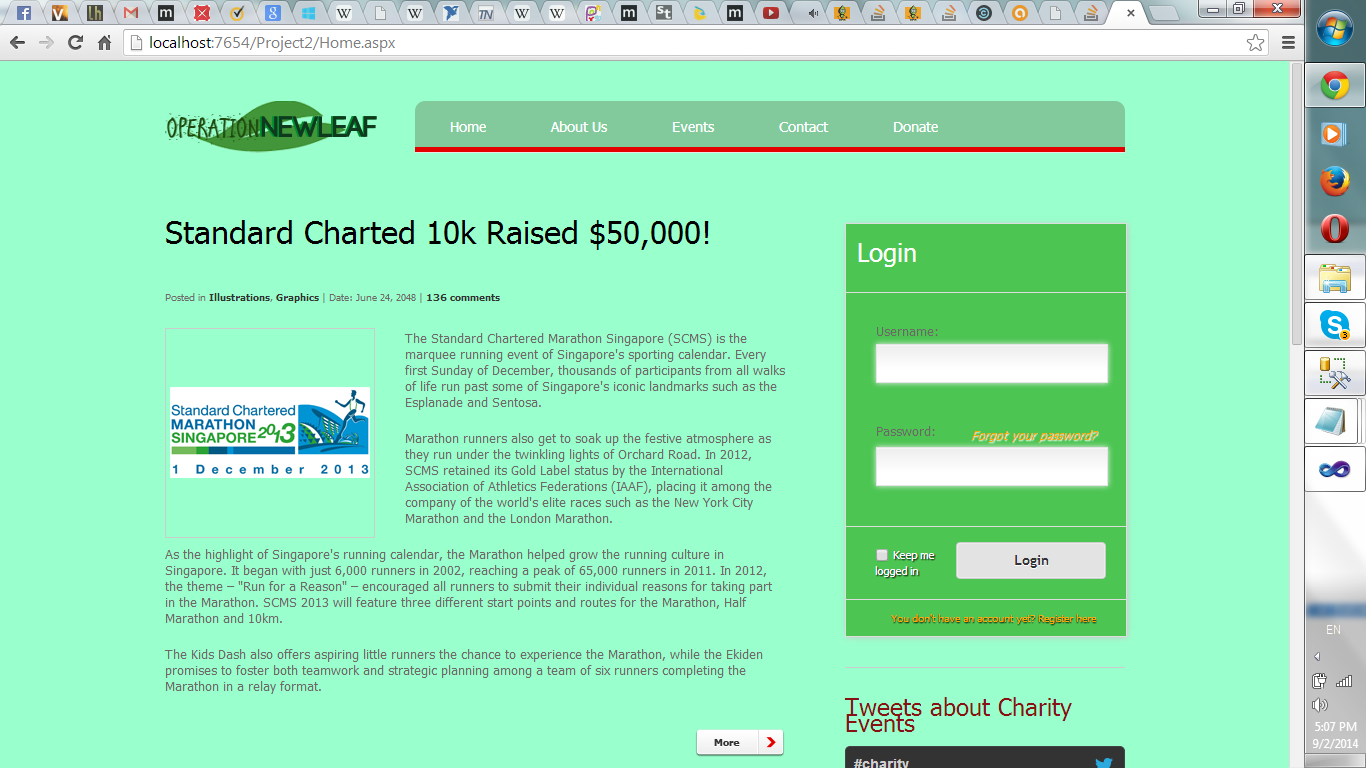 localhost:7654/Project2/Home.aspx
OPERATION NEWLEAF
Home About Us Events Contact Donate
Standard Charted 10k Raised $50,000!
Posted in Illustrations, Graphics | Date: June 24, 2048 | 136 comments
Standard Chartered
MARATHON
SINGAPORE 2013
1 December 2013
The Standard Chartered Marathon Singapore (SCMS) is the
marquee running event of Singapore's sporting calendar. Every
first Sunday of December, thousands of participants from all walks
of life run past some of Singapore's iconic landmarks such as the
Esplanade and Sentosa.
Marathon runners also get to soak up the festive atmosphere as
they run under the twinkling lights of Orchard Road. In 2012,
SCMS retained its Gold Label status by the International
Association of Athletics Federations (IAAF), placing it among the
company of the world's elite races such as the New York City
Marathon and the London Marathon.
As the highlight of Singapore's running calendar, the Marathon helped grow the running culture in
Singapore. It began with just 6,000 runners in 2002, reaching a peak of 65,000 runners in 2011. In 2012,
the theme – "Run for a Reason" – encouraged all runners to submit their individual reasons for taking part
in the Marathon. SCMS 2013 will feature three different start points and routes for the Marathon, Half
Marathon and 10km.
The Kids Dash also offers aspiring little runners the chance to experience the Marathon, while the Ekiden
promises to foster both teamwork and strategic planning among a team of six runners completing the
Marathon in a relay format.
More
Login
Username:
Password:
Forgot your password?
Keep me
logged in
Login
You don't have an account yet? Register here
Tweets about Charity
Events
#charity
3
EN
5:07 PM
9/2/2014